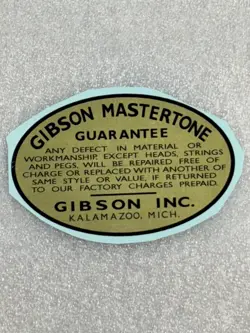 GIBSON MASTERTONE
GUARANTEE
ANY DEFECT IN MATERIAL OR
WORKMANSHIP, EXCEPT HEADS, STRINGS
AND PEGS, WILL BE REPAIRED FREE OF
CHARGE OR REPLACED WITH ANOTHER OF
SAME STYLE OR VALUE, IF RETURNED
TO OUR FACTORY CHARGES PREPAID.
GIBSON INC.
KALAMAZOO, MICH.